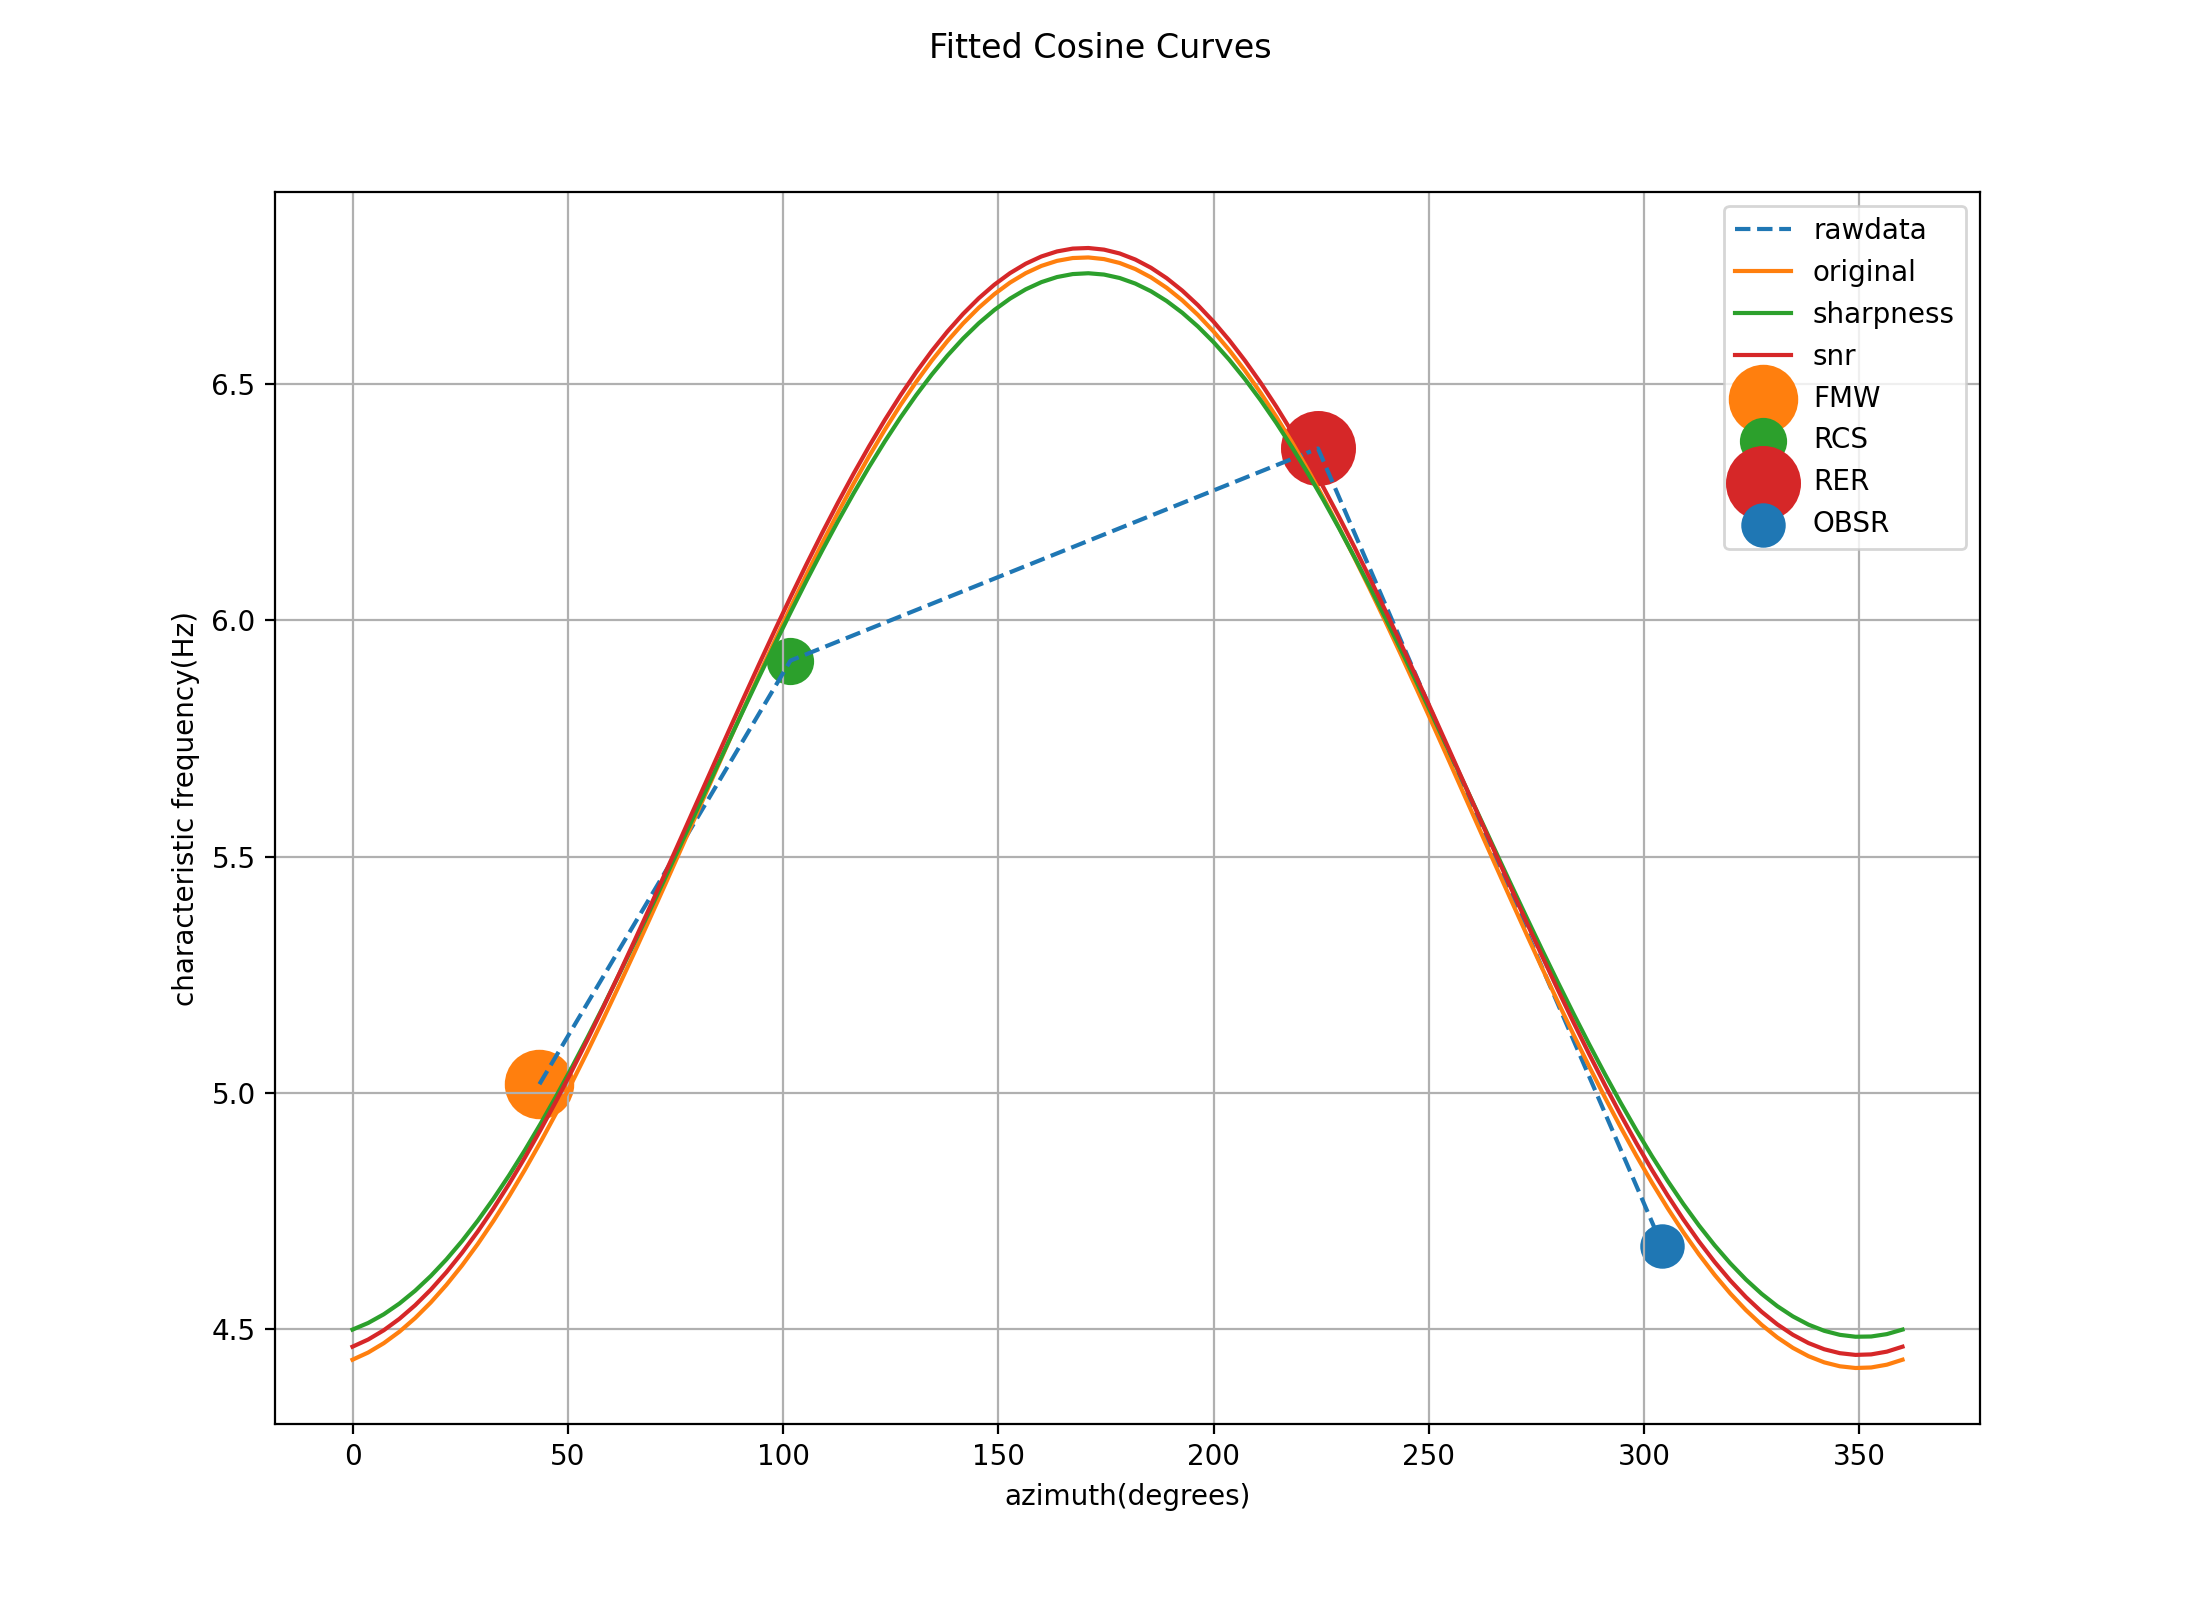 Fitted Cosine Curves
rawdata
original
sharpness
snr
FMW
RCS
RER
OBSR
characteristic frequency(Hz)
6.5
6.0
5.5
5.0
4.5
0 50 100 150 200 250 300 350
azimuth(degrees)